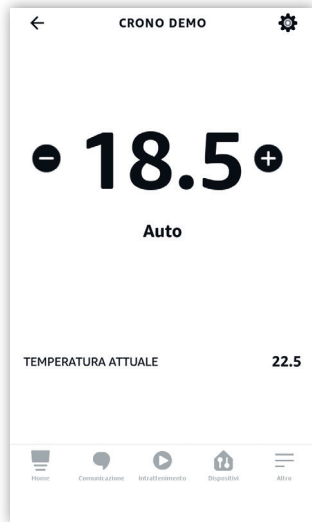 CRONO DEMO
18.5
Auto
TEMPERATURA ATTUALE 22.5
Home Comunicazione Intrattenimento Dispositivi Altro